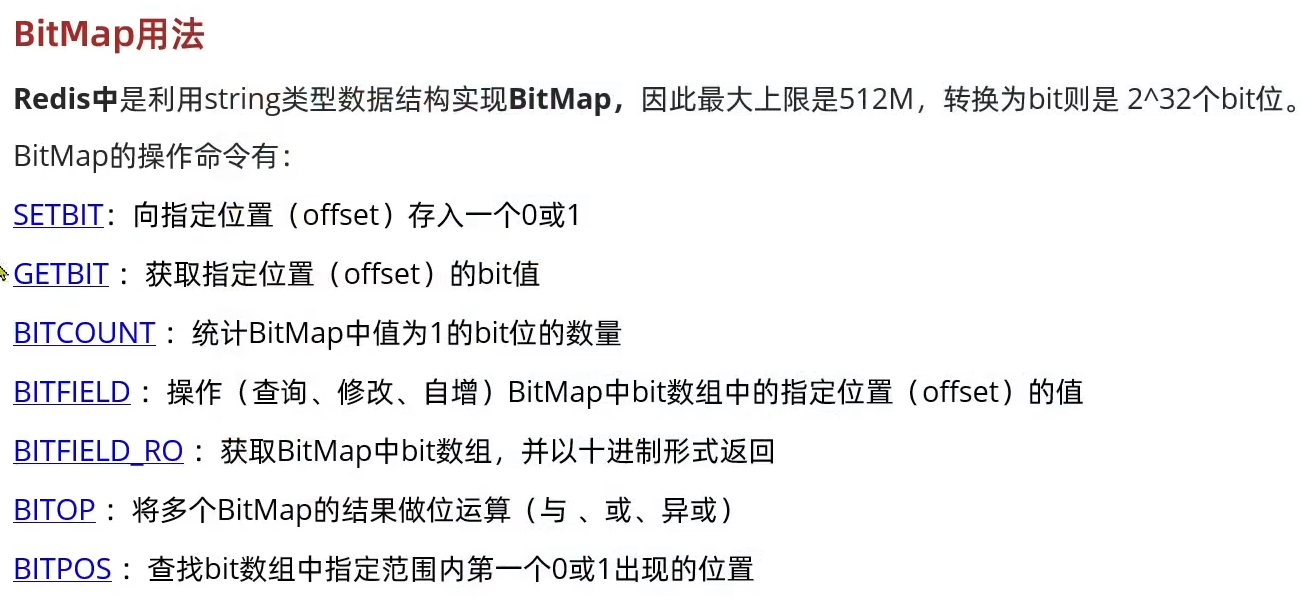 BitMap用法
Redis中是利用string类型数据结构实现BitMap，因此最大上限是512M，转换为bit则是 2^32个bit位。
BitMap的操作命令有：
SETBIT：向指定位置（offset）存入一个0或1
GETBIT ：获取指定位置（offset）的bit值
BITCOUNT ：统计BitMap中值为1的bit位的数量
BITFIELD ：操作（查询、修改、自增）BitMap中bit数组中的指定位置（offset）的值
BITFIELD_RO ：获取BitMap中bit数组，并以十进制形式返回
BITOP ：将多个BitMap的结果做位运算（与 、或、异或）
BITPOS ：查找bit数组中指定范围内第一个0或1出现的位置